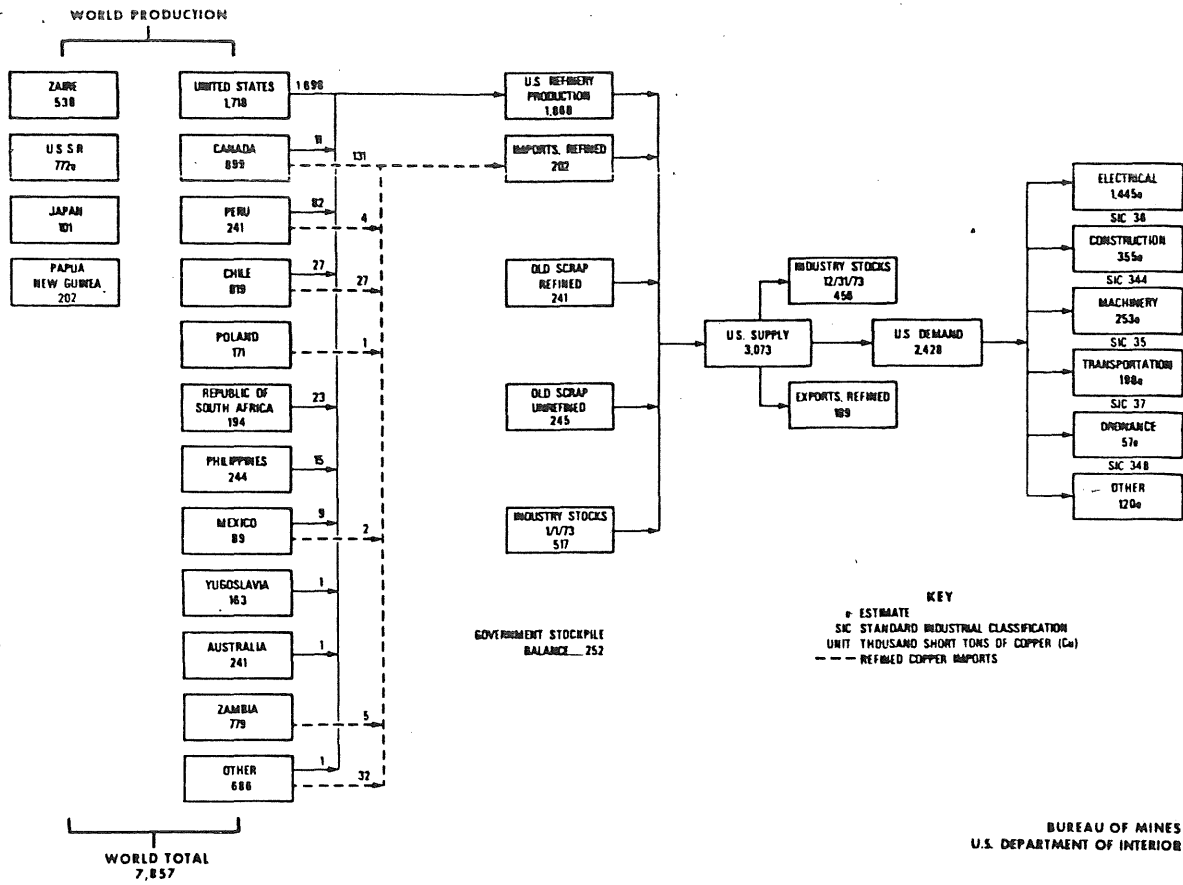 WORLD PRODUCTION
ZAIRE
538
U S S R
772e
JAPAN
101
PAPUA
NEW GUINEA
202
UNITED STATES
1,718
1 698
CANADA
899
11
131
PERU
241
82
4
CHILE
819
27
27
POLAND
171
1
REPUBLIC OF
SOUTH AFRICA
194
23
PHILIPPINES
244
15
MEXICO
89
9
2
YUGOSLAVIA
163
1
AUSTRALIA
241
1
ZAMBIA
779
5
OTHER
686
1
32
WORLD TOTAL
7,857
U.S. REFINERY
PRODUCTION
1,868
IMPORTS, REFINED
202
OLD SCRAP
REFINED
241
OLD SCRAP
UNREFINED
245
INDUSTRY STOCKS
1/1/73
517
GOVERNMENT STOCKPILE
BALANCE__ 252
U.S. SUPPLY
3,073
INDUSTRY STOCKS
12/31/73
456
EXPORTS, REFINED
189
U.S. DEMAND
2,428
ELECTRICAL
1,445e
SIC 36
CONSTRUCTION
355e
SIC 344
MACHINERY
253e
SIC 35
TRANSPORTATION
198e
SIC 37
ORDNANCE
57e
SIC 348
OTHER
120e
KEY
e ESTIMATE
SIC STANDARD INDUSTRIAL CLASSIFICATION
UNIT THOUSAND SHORT TONS OF COPPER (Cu)
---- REFINED COPPER IMPORTS
BUREAU OF MINES
U.S. DEPARTMENT OF INTERIOR